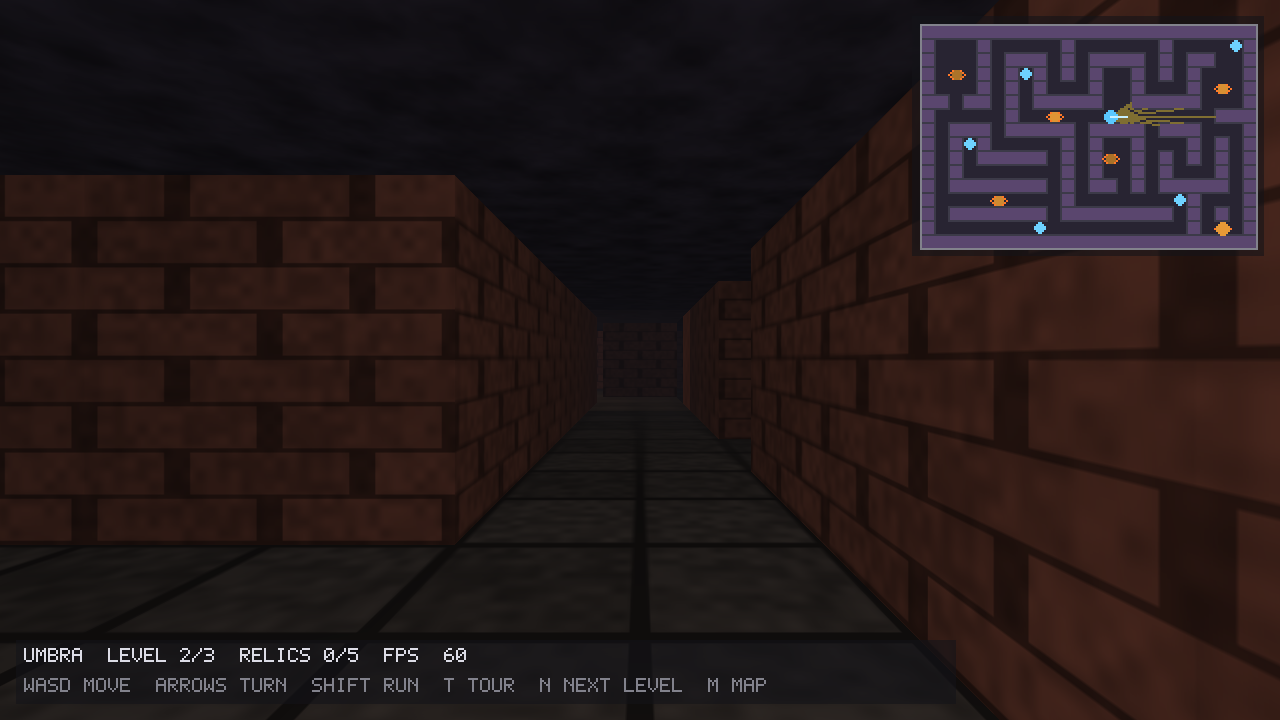 UMBRA  LEVEL 2/3  RELICS 0/5  FPS  60
WASD MOVE  ARROWS TURN  SHIFT RUN  T TOUR  N NEXT LEVEL  M MAP